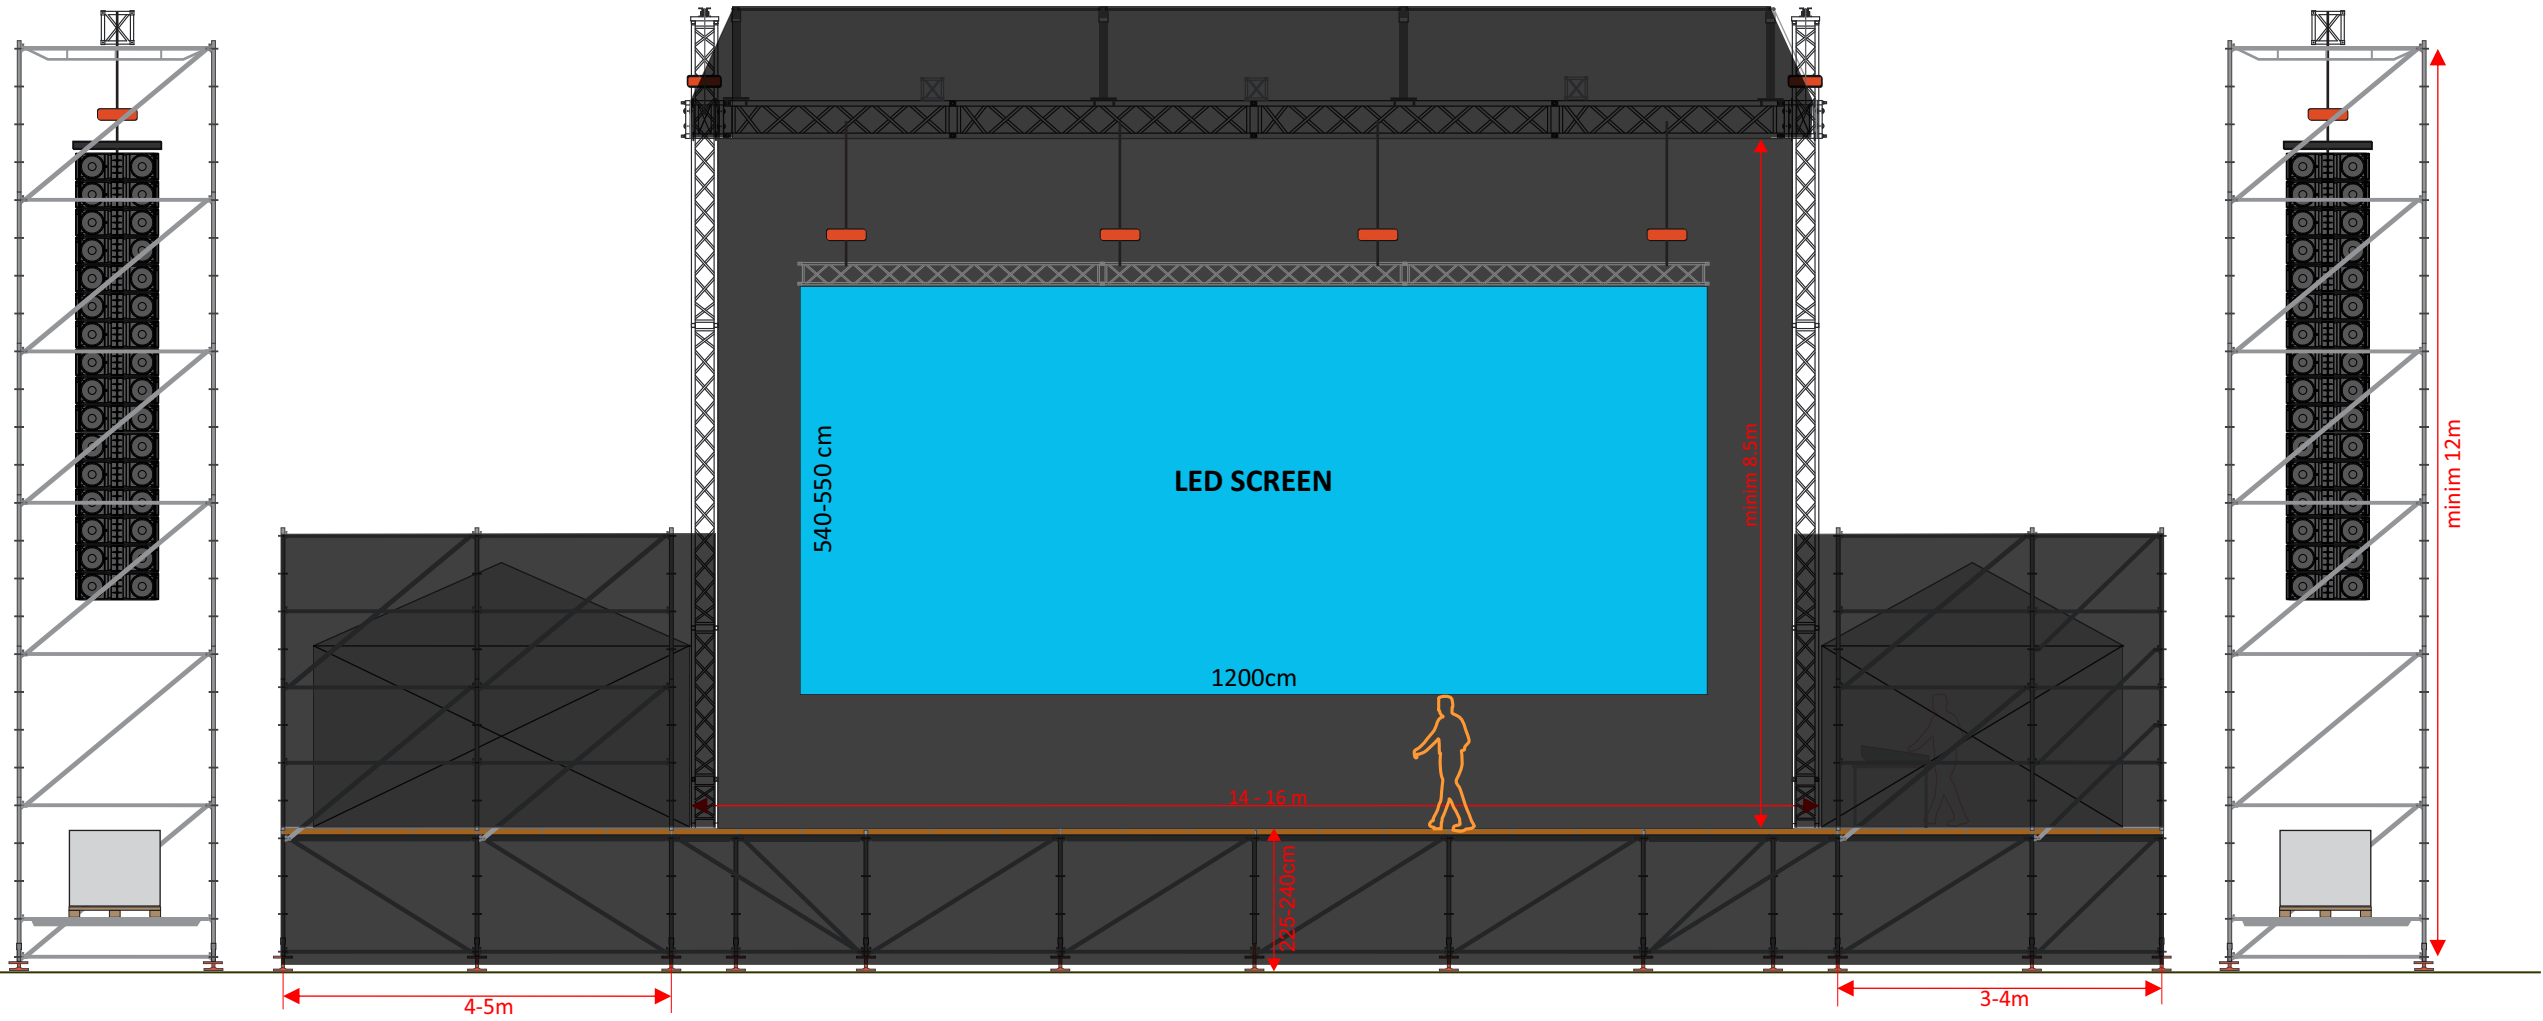 minim 12m
minim 8.5m
540-550 cm
LED SCREEN
1200cm
14 - 16 m
225-240cm
4-5m
3-4m